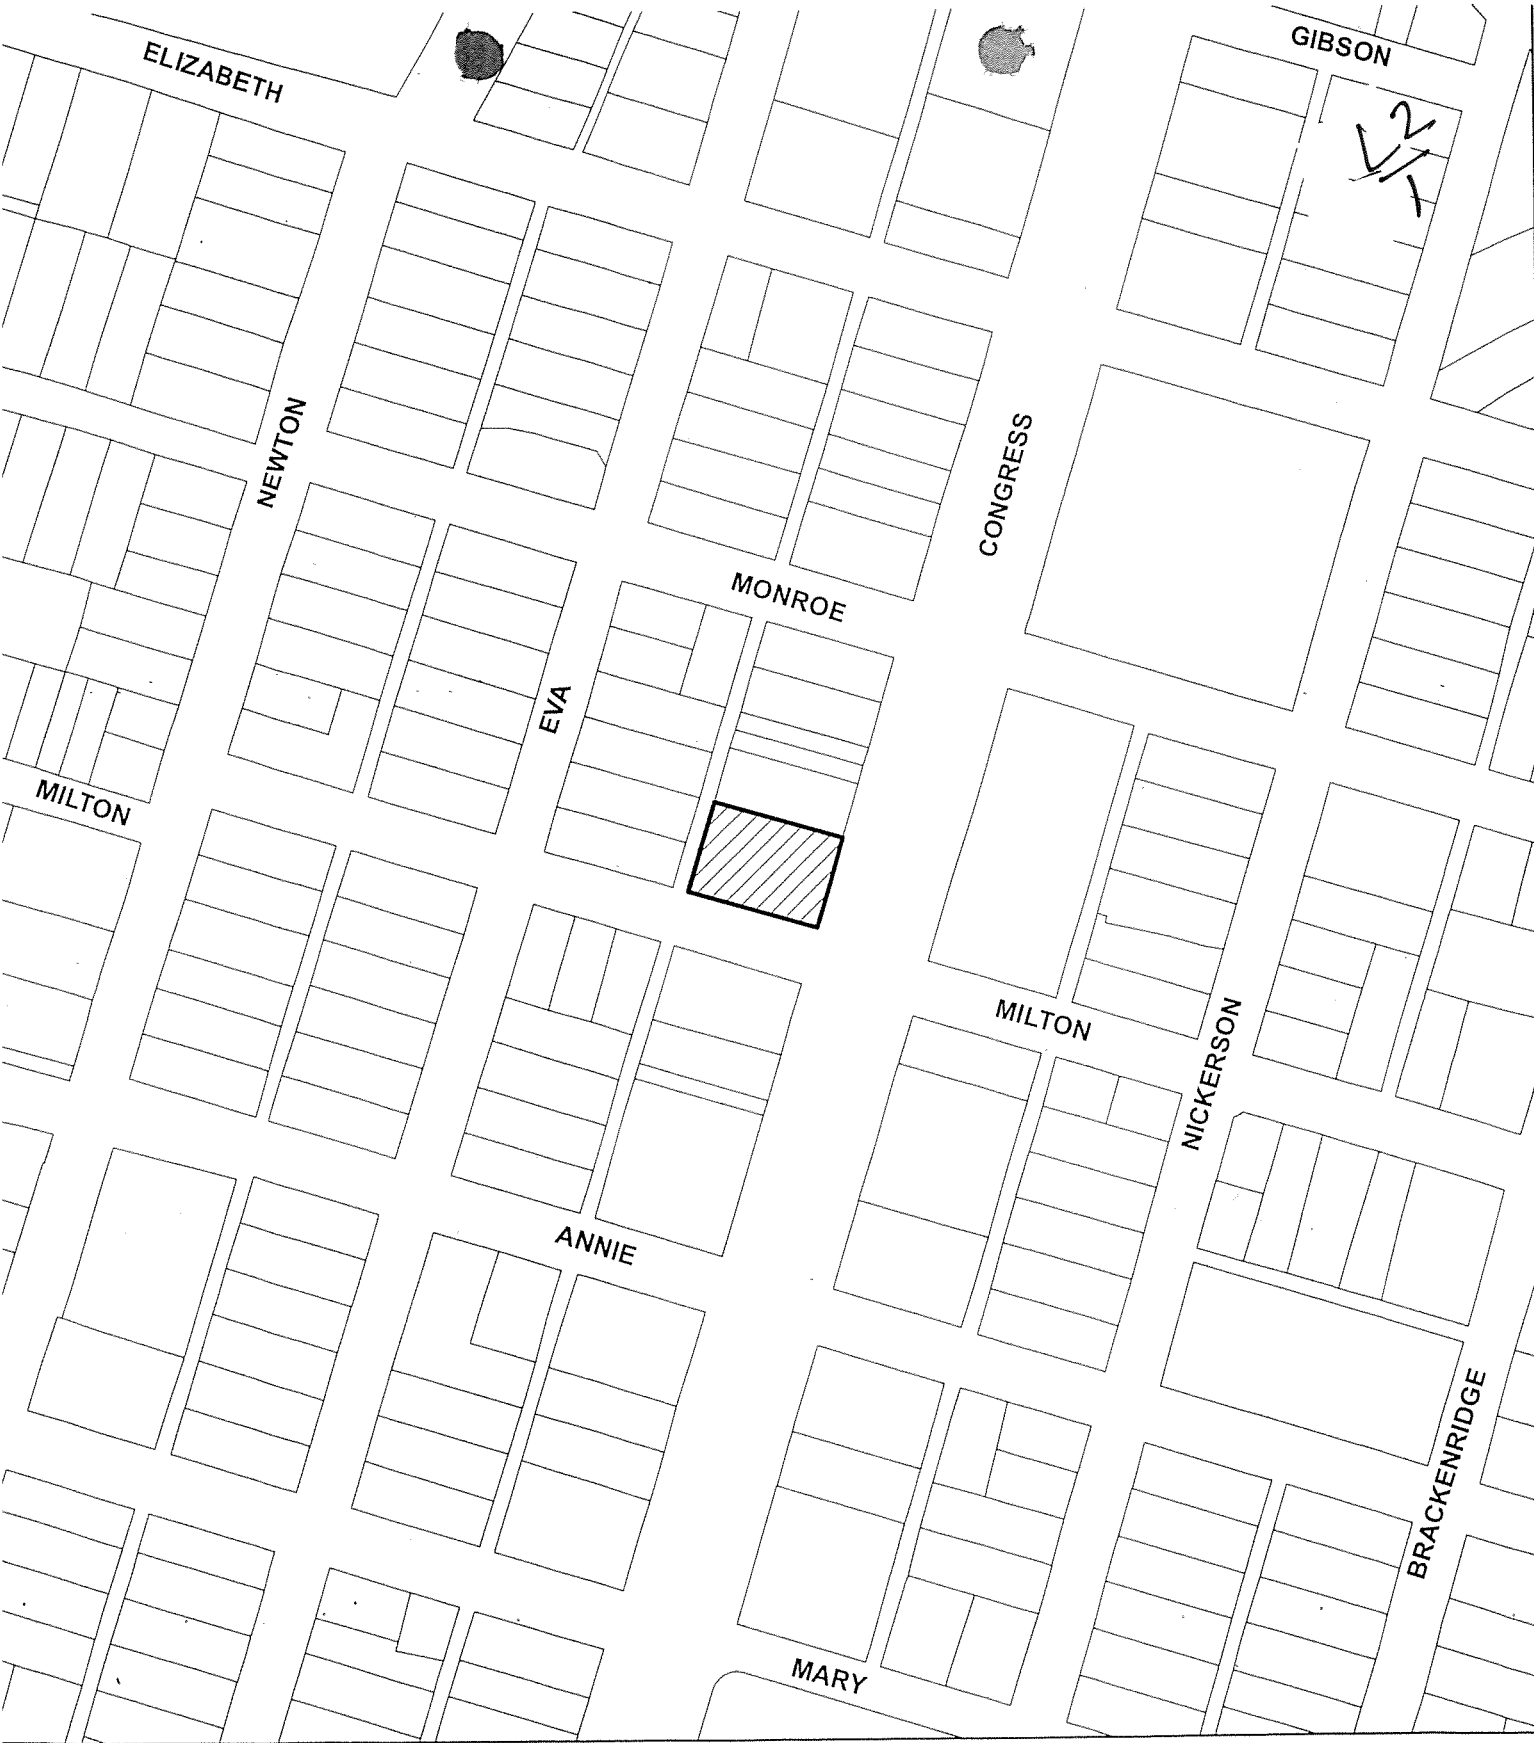 GIBSON
ELIZABETH
NEWTON
CONGRESS
MONROE
EVA
MILTON
MILTON
NICKERSON
ANNIE
BRACKENRIDGE
MARY